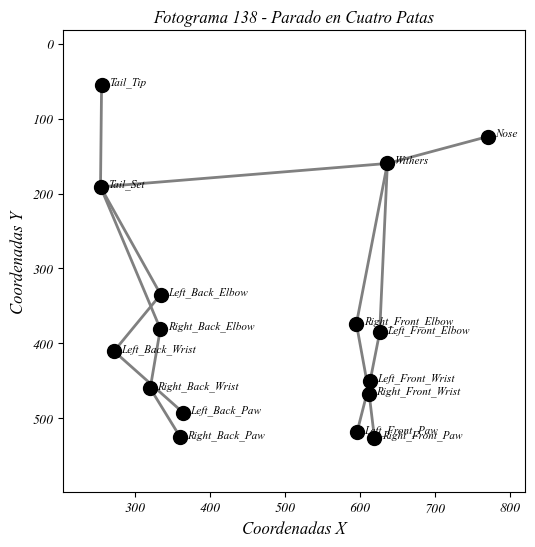 Fotograma 138 - Parado en Cuatro Patas
0
Tail_Tip
100
Nose
Withers
Tail_Set
200
Left_Back_Elbow
300
Right_Front_Elbow
Right_Back_Elbow
Left_Front_Elbow
400
Left_Back_Wrist
Left_Front_Wrist
Right_Back_Wrist
Right_Front_Wrist
Left_Back_Paw
500
Left_Front_Paw
Right_Back_Paw
Right_Front_Paw
300 400 500 600 700 800
Coordenadas X
Coordenadas Y